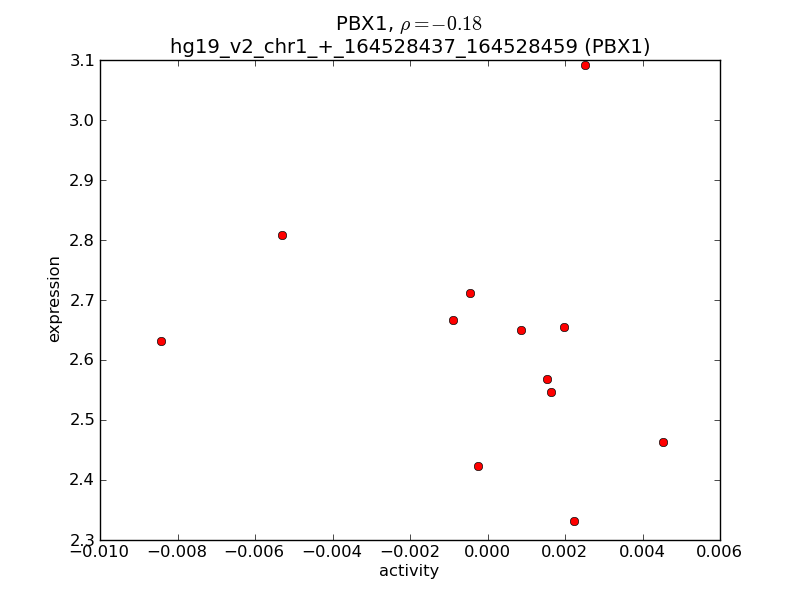 PBX1, ρ = −0.18
hg19_v2_chr1_+_164528437_164528459 (PBX1)
3.1
3.0
2.9
2.8
2.7
2.6
2.5
2.4
2.3
expression
−0.010 −0.008 −0.006 −0.004 −0.002 0.000 0.002 0.004 0.006
activity